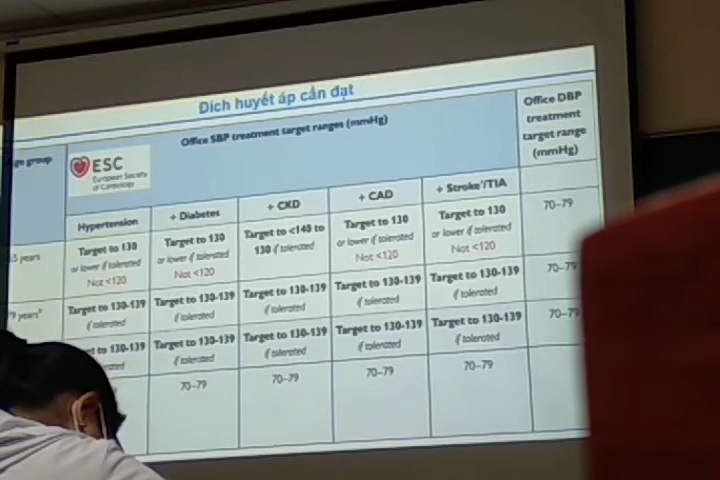 Đích huyết áp cần đạt
ge group
Office SBP treatment target ranges (mmHg)
Office DBP
treatment
target range
(mmHg)
ESC
European Society
of Cardiology
Hypertension
+ Diabetes
+ CKD
+ CAD
+ Stroke/TIA
5 years
Target to 130
or lower if tolerated
Not <120
Target to 130
or lower if tolerated
Not <120
Target to <140 to
130 if tolerated
Target to 130
or lower if tolerated
Not <120
Target to 130
or lower if tolerated
Not <120
70–79
9 years
Target to 130-139
if tolerated
Target to 130-139
if tolerated
Target to 130-139
if tolerated
Target to 130-139
if tolerated
Target to 130-139
if tolerated
70–79
et to 130-139
rated
Target to 130-139
if tolerated
Target to 130-139
if tolerated
Target to 130-139
if tolerated
Target to 130-139
if tolerated
70–79
70–79
70–79
70–79
70–79